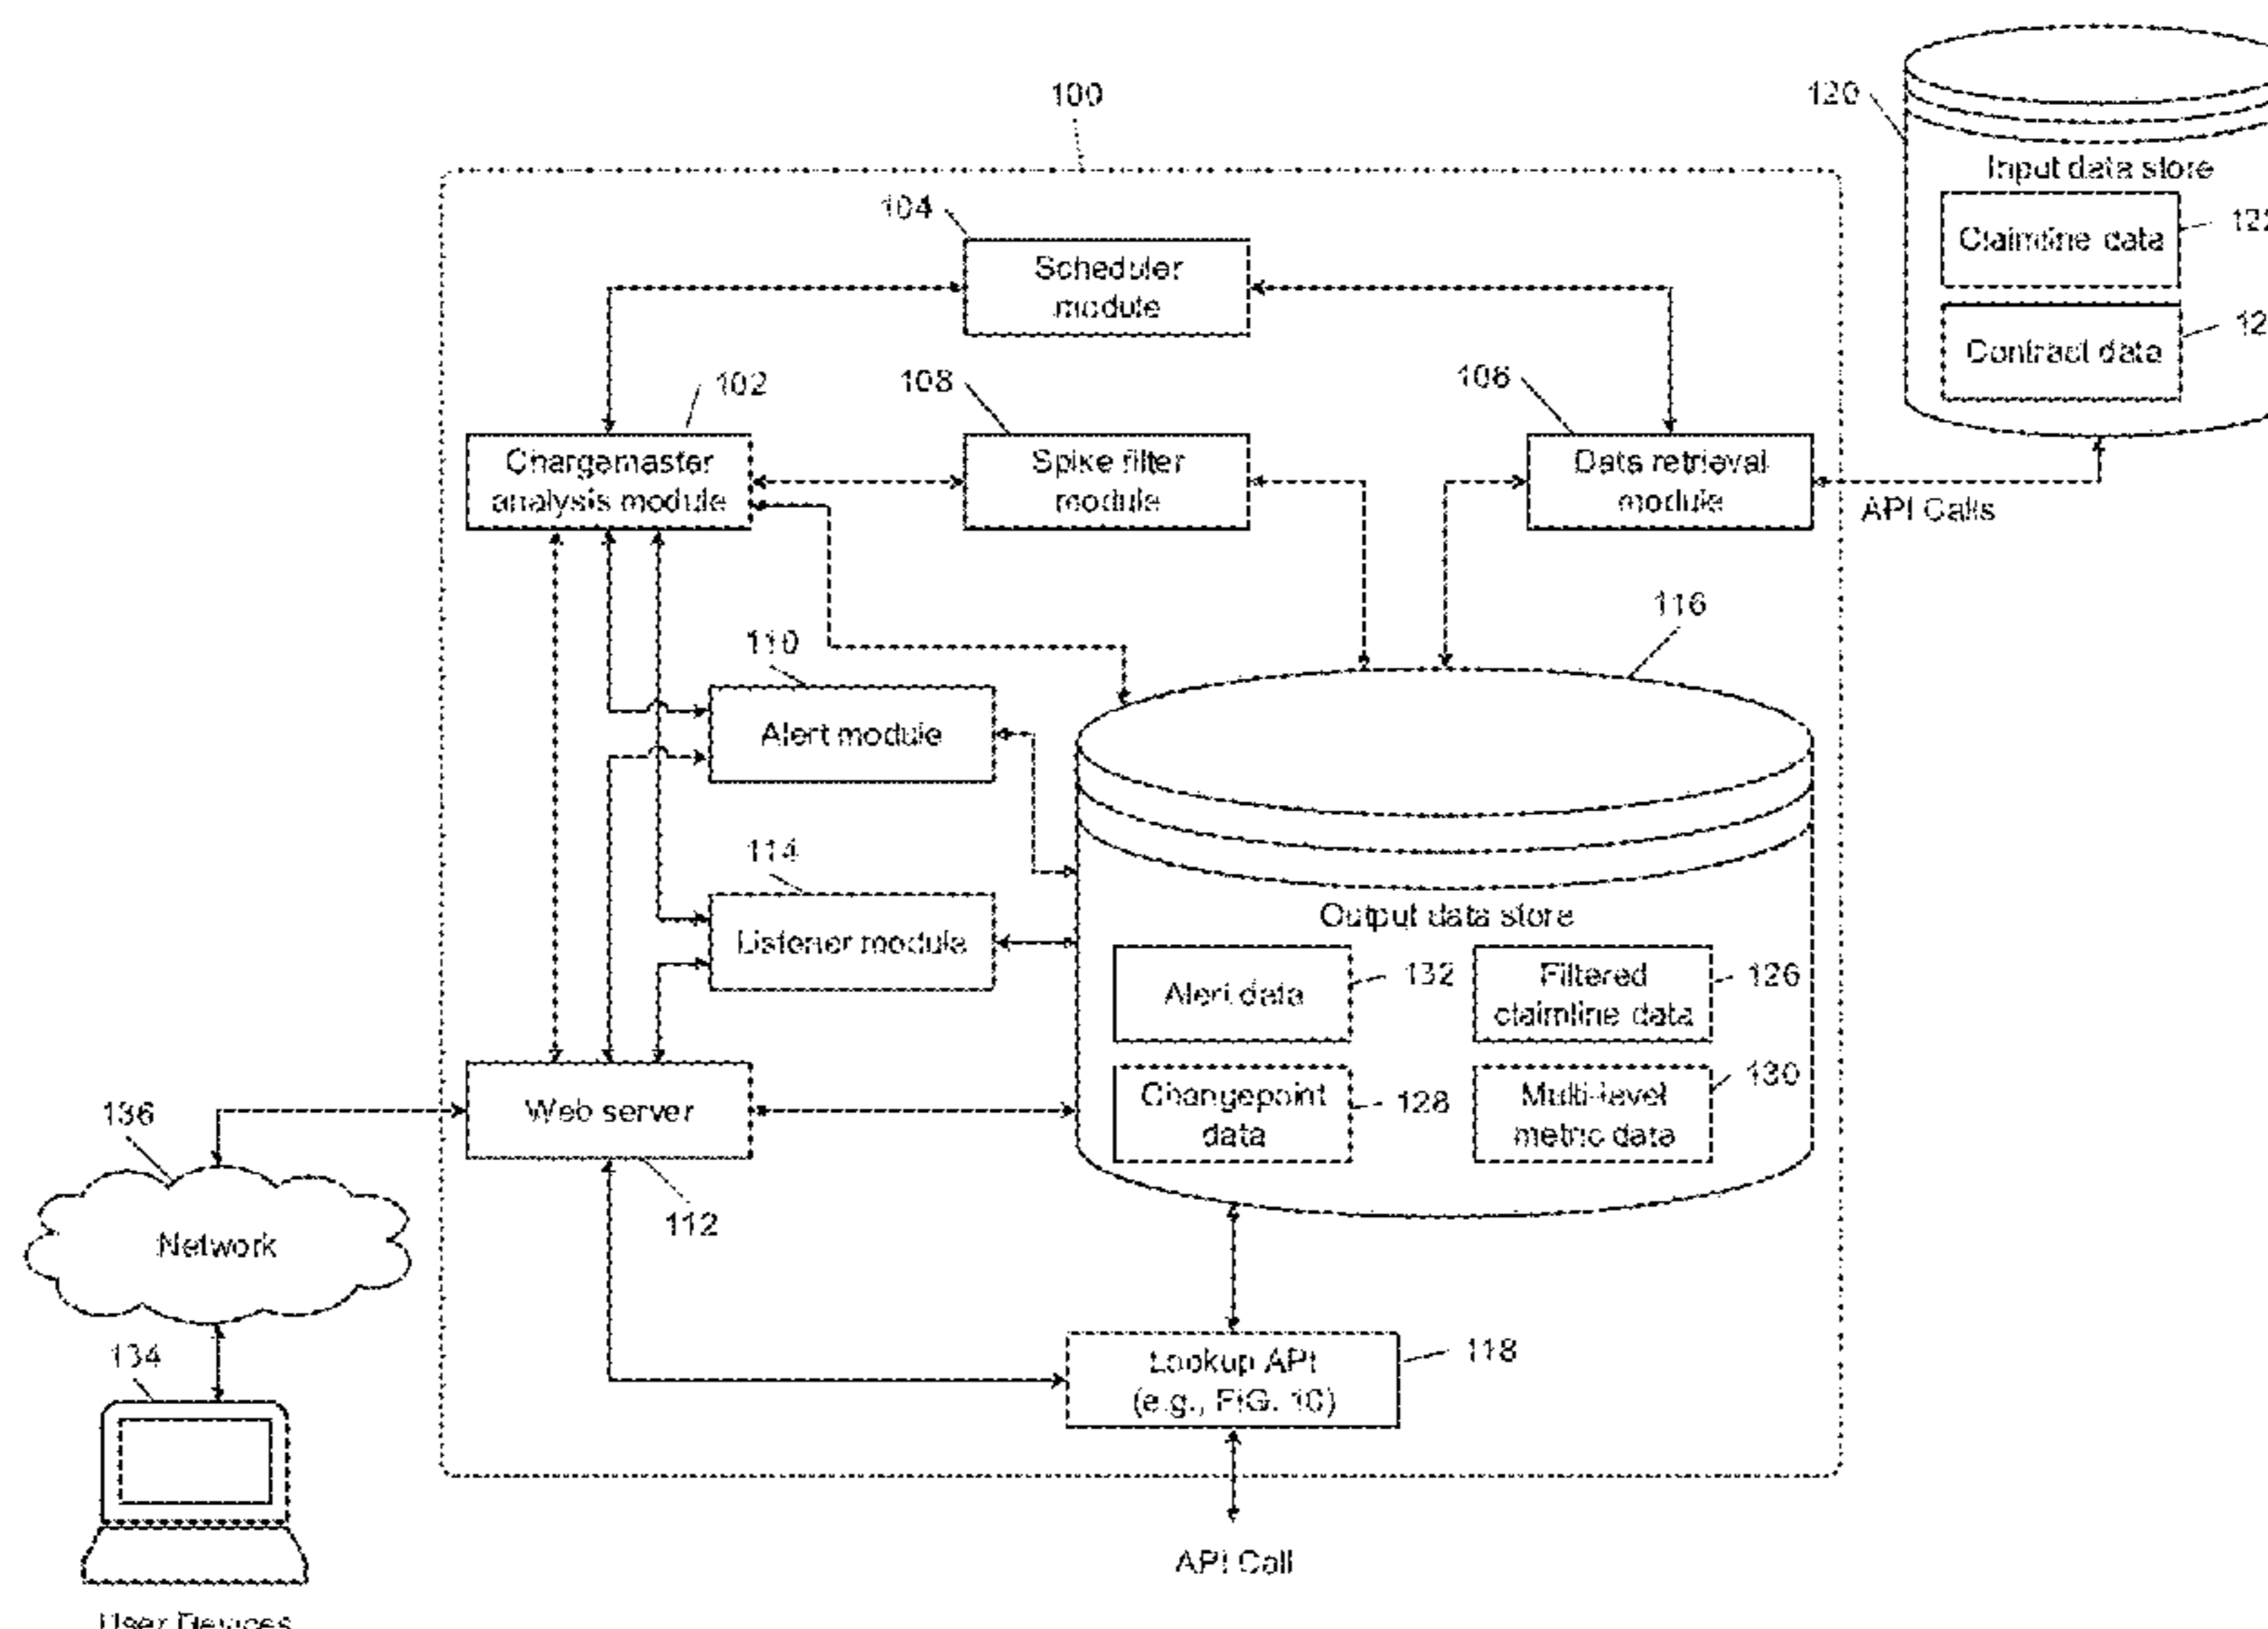 100
120
Input data store
Claimline data
Contract data
104
Scheduler
module
102
108
106
Chargemaster
analysis module
Spike filter
module
Data retrieval
module
API Calls
116
110
Alert module
114
Listener module
Output data store
Alert data
132
Filtered
claimline data
126
Changepoint
data
128
Multi-level
metric data
130
Web server
112
136
Network
134
Lookup API
(e.g., FIG. 10)
118
API Call
User Devices